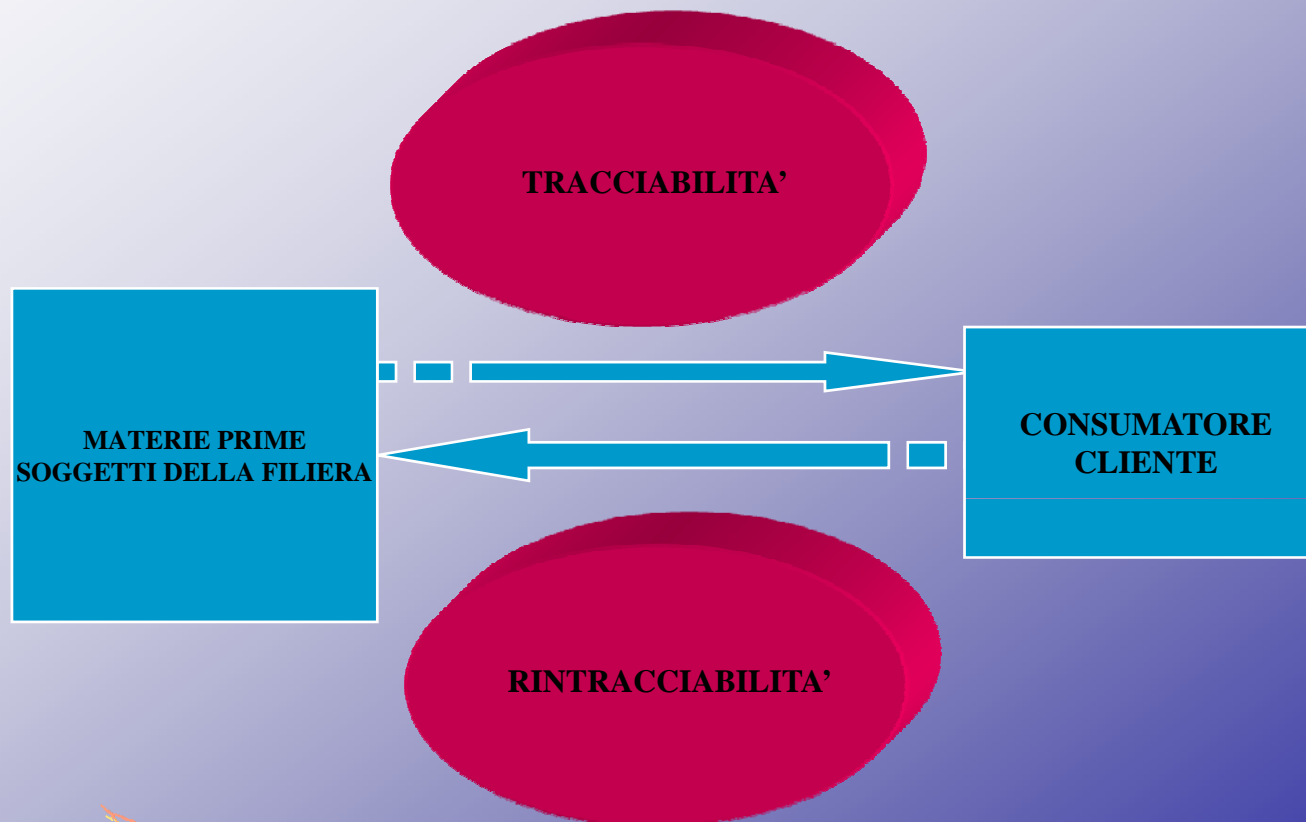 TRACCIABILITA’
MATERIE PRIME
SOGGETTI DELLA FILIERA
CONSUMATORE
CLIENTE
RINTRACCIABILITA’